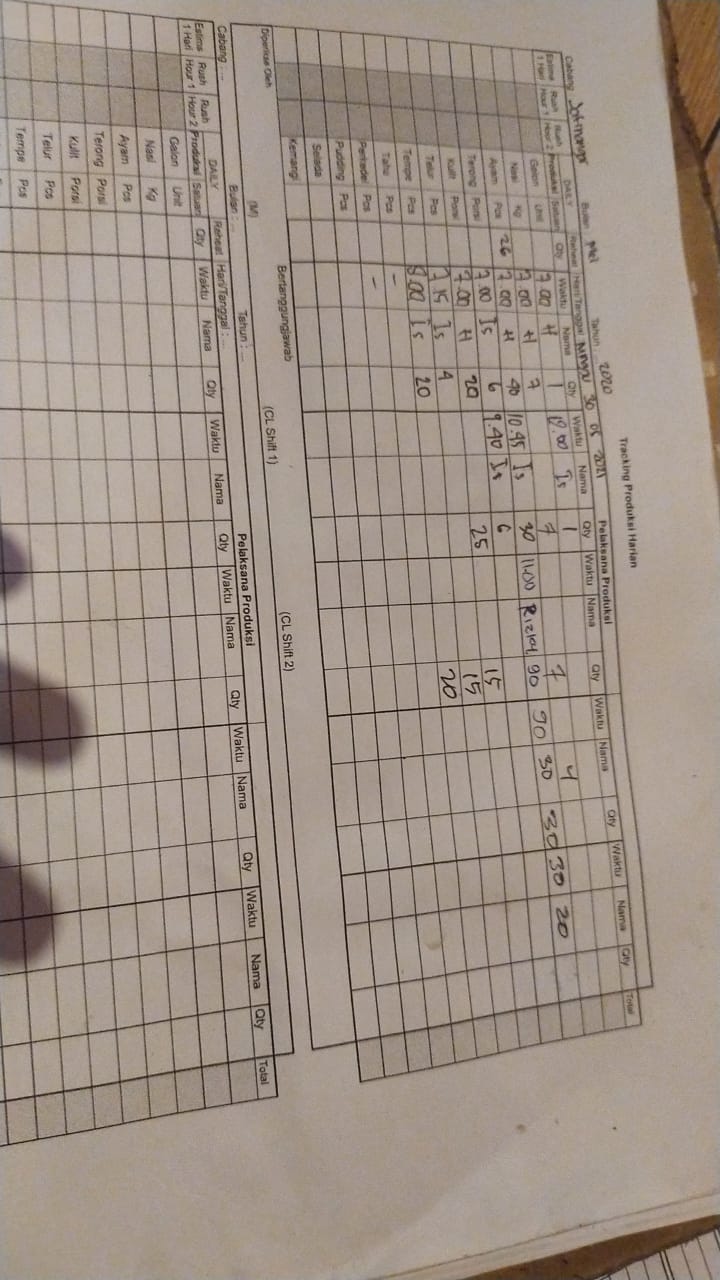 Tracking Produksi Harian
Cabang : Bulan : Mei Tahun : 2020
DAILY Reheat Hari/Tanggal 30 05 2021 Pelaksana Produksi
Estima 1 Hari Rush Hour 1 Rush Hour 2 Produksi Satuan Qty Waktu Nama Qty Waktu Nama Qty Waktu Nama Qty Waktu Nama Qty Waktu Nama Qty Total
Galon Unit 7.00 H 1 10.00 Is 1 4
Nasi Kg 7.00 H 7 7 7 30 30 20
Ayam Pcs 26 7.00 H 40 10.45 Is 30 11.00 Rizky 90 90 30
Terong Porsi 7.00 Is 6 9.40 Is 6
Kulit Porsi 7.00 H 20 25 15
Telur Pcs 7.15 Is 4 15
Tempe Pcs 8.00 Is 20 20
Tahu Pcs -
Perkedel Pcs -
Pudding Pcs
Selada
Kemangi
Diperiksa Oleh Bertanggungjawab
(M) (CL Shift 1) (CL Shift 2)
Cabang : ... Bulan : ... Tahun : ...
DAILY Reheat Hari/Tanggal : ... Pelaksana Produksi
Estima 1 Hari Rush Hour 1 Rush Hour 2 Produksi Satuan Qty Waktu Nama Qty Waktu Nama Qty Waktu Nama Qty Waktu Nama Qty Waktu Nama Qty Total
Galon Unit
Nasi Kg
Ayam Pcs
Terong Porsi
Kulit Porsi
Telur Pcs
Tempe Pcs